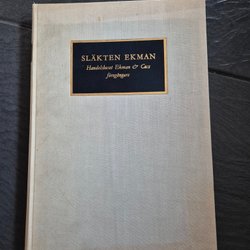 SLÄKTEN EKMAN
Handelshuset Ekman & Co:s
föregångare